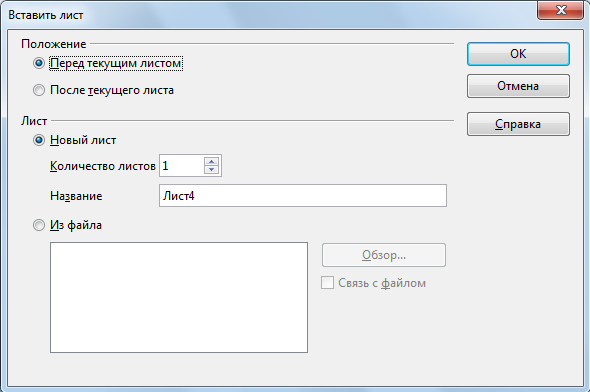 Вставить лист
Положение
Перед текущим листом
После текущего листа
OK
Отмена
Справка
Лист
Новый лист
Количество листов 1
Название Лист4
Из файла
Обзор...
Связь с файлом